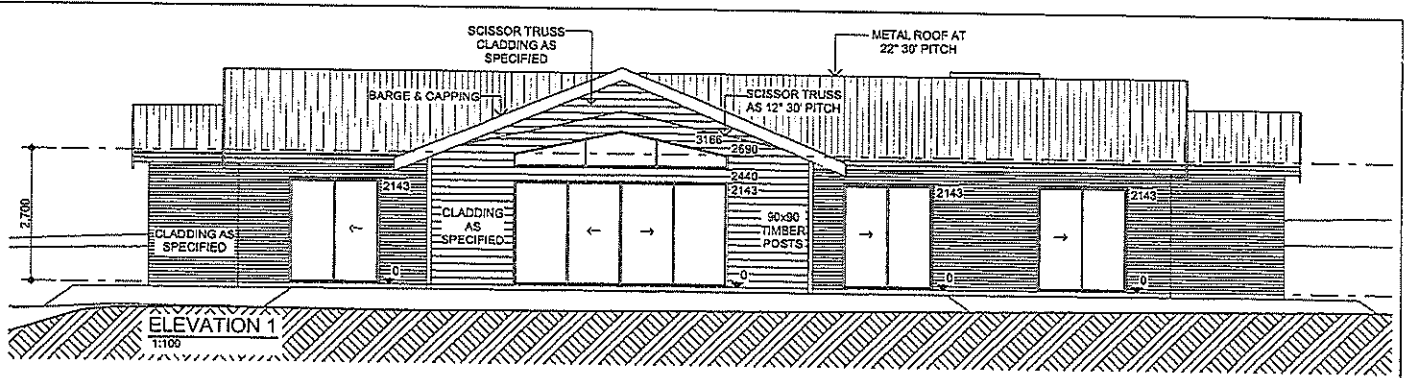 SCISSOR TRUSS
CLADDING AS
SPECIFIED
METAL ROOF AT
22° 30' PITCH
BARGE & CAPPING
SCISSOR TRUSS
AS 12° 30' PITCH
3166
2690
2440
2143
2143
2143
2143
2,700
CLADDING AS
SPECIFIED
CLADDING
AS
SPECIFIED
90x90
TIMBER
POSTS
0
0
0
0
ELEVATION 1
1:100